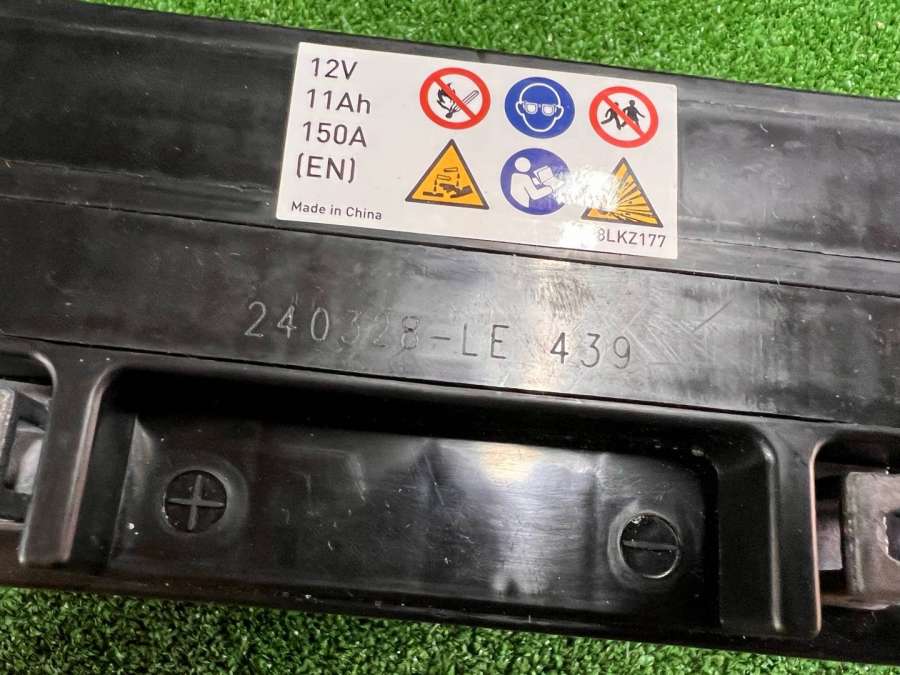 12V
11Ah
150A
(EN)
Made in China
8LKZ177
240328-LE 439
+
−